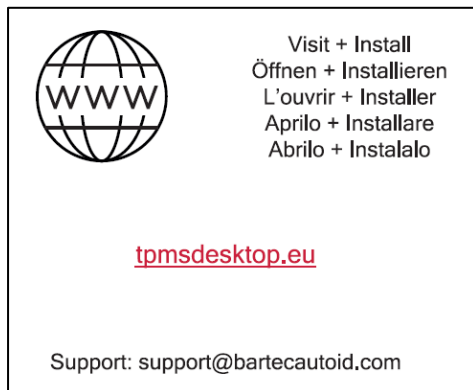 WWW
Visit + Install
Öffnen + Installieren
L'ouvrir + Installer
Aprilo + Installare
Abrilo + Instalalo
tpmsdesktop.eu
Support: support@bartecautoid.com